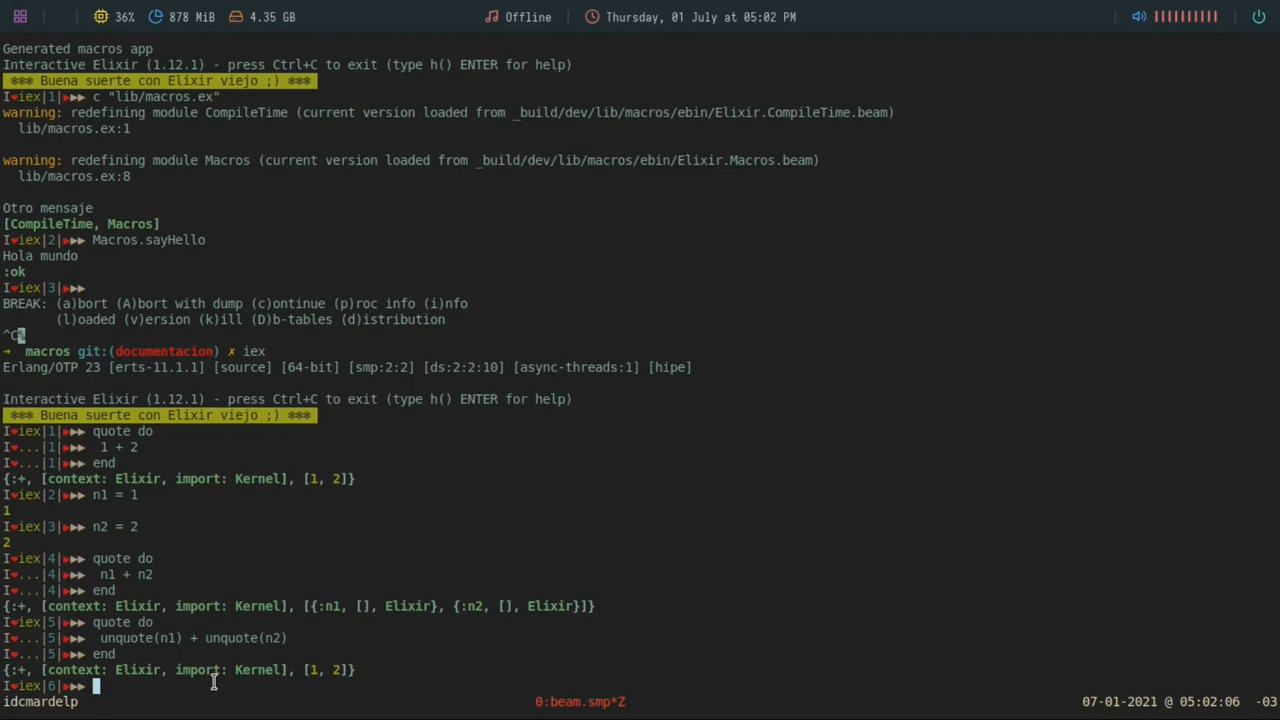 36% 878 MiB 4.35 GB Offline Thursday, 01 July at 05:02 PM
Generated macros app
Interactive Elixir (1.12.1) - press Ctrl+C to exit (type h() ENTER for help)
❄❄❄ Buena suerte con Elixir viejo ;) ❄❄❄
I♥iex|1|▶▶▶ c "lib/macros.ex"
warning: redefining module CompileTime (current version loaded from _build/dev/lib/macros/ebin/Elixir.CompileTime.beam)
  lib/macros.ex:1
warning: redefining module Macros (current version loaded from _build/dev/lib/macros/ebin/Elixir.Macros.beam)
  lib/macros.ex:8
Otro mensaje
[CompileTime, Macros]
I♥iex|2|▶▶▶ Macros.sayHello
Hola mundo
:ok
I♥iex|3|▶▶▶
BREAK: (a)bort (A)bort with dump (c)ontinue (p)roc info (i)nfo
       (l)oaded (v)ersion (k)ill (D)b-tables (d)istribution
^C%
→  macros git:(documentacion) ✗ iex
Erlang/OTP 23 [erts-11.1.1] [source] [64-bit] [smp:2:2] [ds:2:2:10] [async-threads:1] [hipe]
Interactive Elixir (1.12.1) - press Ctrl+C to exit (type h() ENTER for help)
❄❄❄ Buena suerte con Elixir viejo ;) ❄❄❄
I♥iex|1|▶▶▶ quote do
I♥...|1|▶▶▶  1 + 2
I♥...|1|▶▶▶ end
{:+, [context: Elixir, import: Kernel], [1, 2]}
I♥iex|2|▶▶▶ n1 = 1
1
I♥iex|3|▶▶▶ n2 = 2
2
I♥iex|4|▶▶▶ quote do
I♥...|4|▶▶▶  n1 + n2
I♥...|4|▶▶▶ end
{:+, [context: Elixir, import: Kernel], [{:n1, [], Elixir}, {:n2, [], Elixir}]}
I♥iex|5|▶▶▶ quote do
I♥...|5|▶▶▶  unquote(n1) + unquote(n2)
I♥...|5|▶▶▶ end
{:+, [context: Elixir, import: Kernel], [1, 2]}
I♥iex|6|▶▶▶
idcmardelp 0:beam.smp*Z 07-01-2021 @ 05:02:06 -03